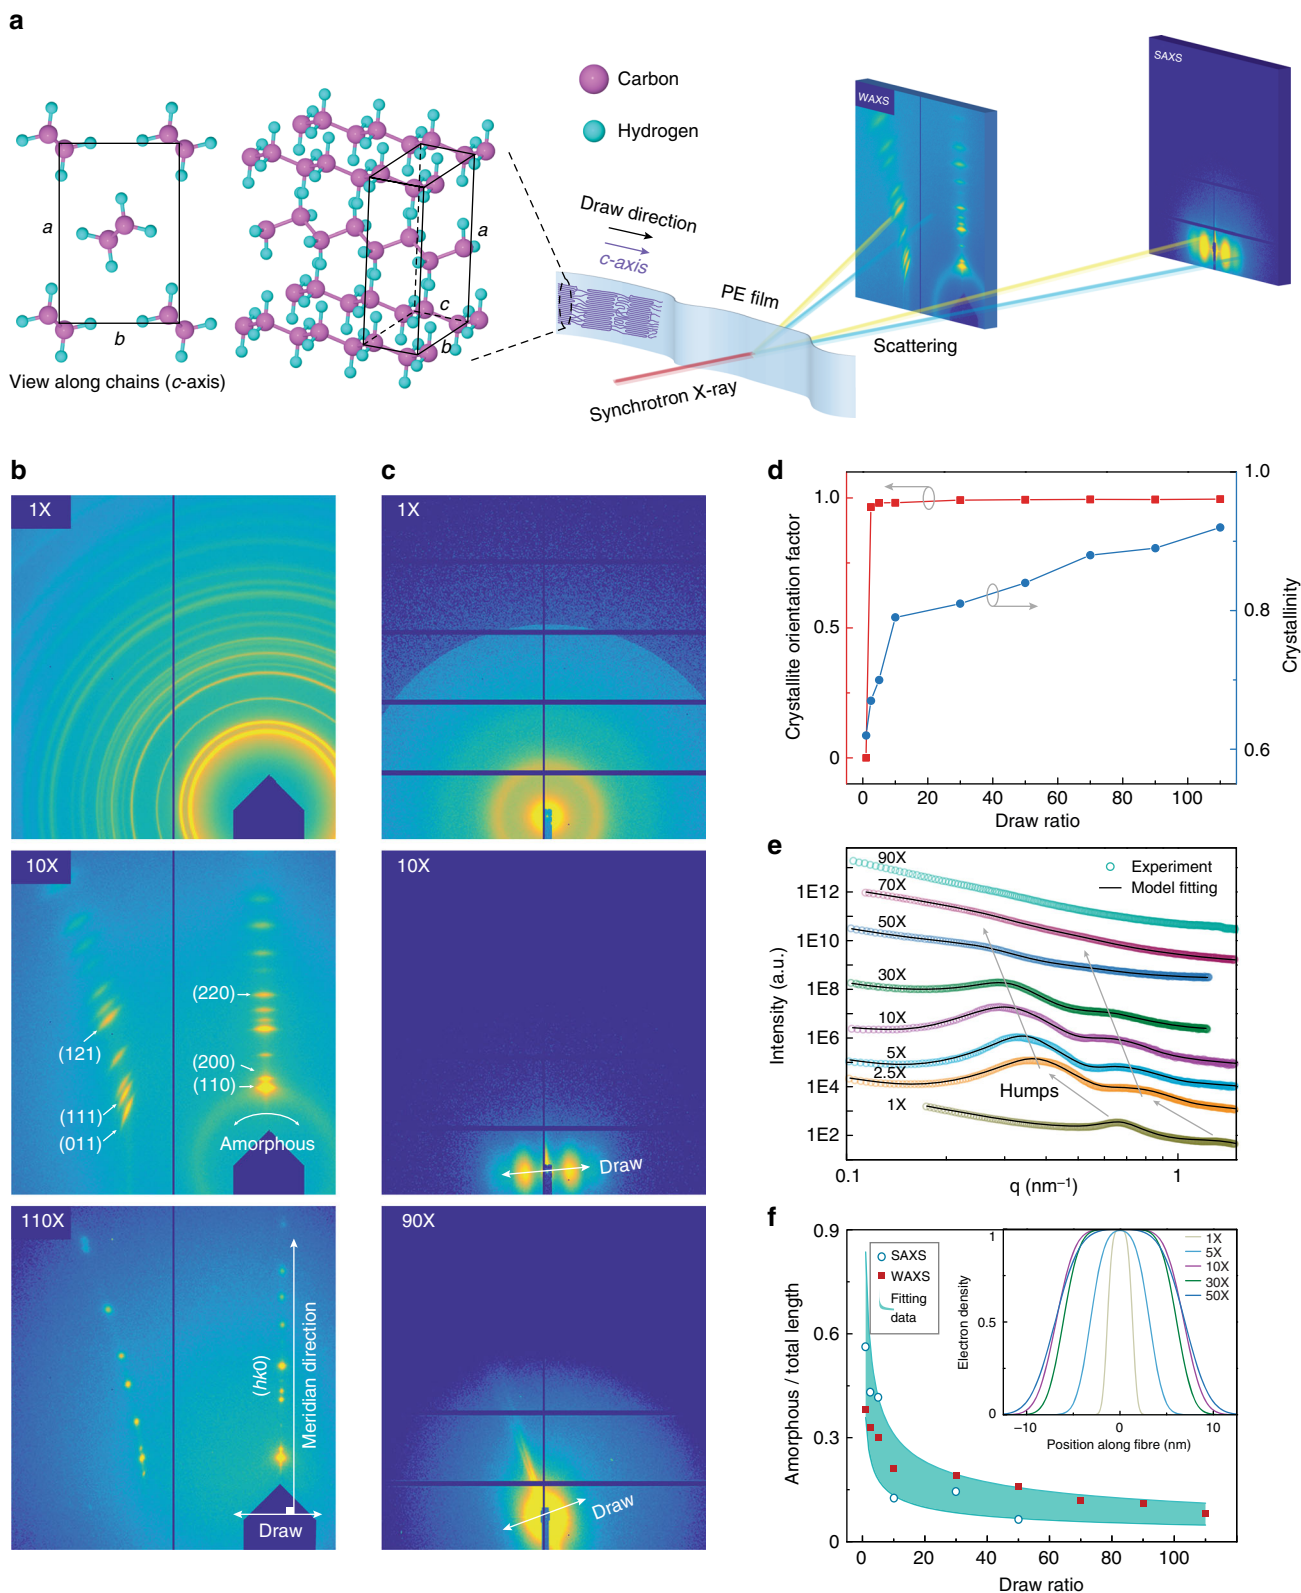 a
Carbon
Hydrogen
a
b
View along chains (c-axis)
a
c
b
Draw direction
c-axis
PE film
Synchrotron X-ray
WAXS
Scattering
SAXS
b
1X
10X
(220)
(121)
(200)
(110)
(111)
(011)
Amorphous
110X
(hk0)
Meridian direction
Draw
c
1X
10X
Draw
90X
Draw
d
Crystallite orientation factor
1.0
0.5
0
1.0
0.8
0.6
Crystallinity
0 20 40 60 80 100
Draw ratio
e
Intensity (a.u.)
1E12
1E10
1E8
1E6
1E4
1E2
90X
70X
50X
30X
10X
5X
2.5X
1X
Experiment
Model fitting
Humps
0.1 1
q (nm⁻¹)
f
Amorphous / total length
0.9
0.6
0.3
0
SAXS
WAXS
Fitting
data
Electron density
1
0.5
0
1X
5X
10X
30X
50X
−10 0 10
Position along fibre (nm)
0 20 40 60 80 100
Draw ratio